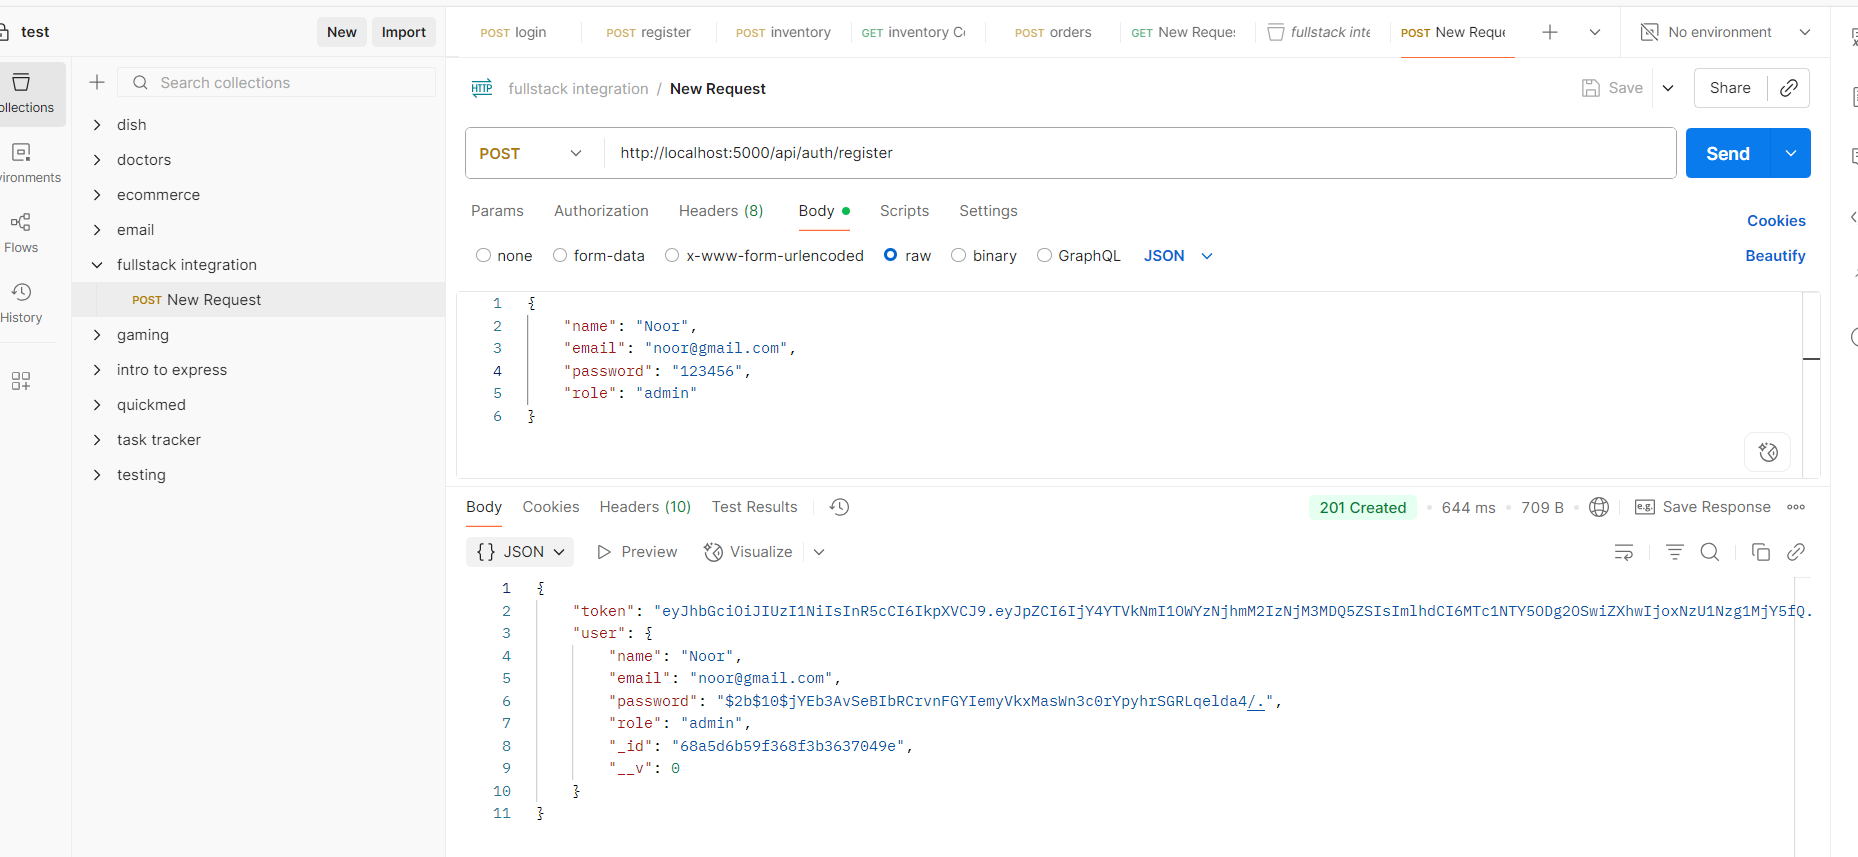 test
New
Import
POST login
POST register
POST inventory
GET inventory
POST orders
GET New Reque
fullstack inte
POST New Reque
No environment
ollections
vironments
Flows
History
Search collections
dish
doctors
ecommerce
email
fullstack integration
POST New Request
gaming
intro to express
quickmed
task tracker
testing
HTTP fullstack integration / New Request
Save
Share
POST
http://localhost:5000/api/auth/register
Send
Params Authorization Headers (8) Body Scripts Settings
Cookies
none form-data x-www-form-urlencoded raw binary GraphQL JSON
Beautify
1 {
2 "name": "Noor",
3 "email": "noor@gmail.com",
4 "password": "123456",
5 "role": "admin"
6 }
Body Cookies Headers (10) Test Results
201 Created • 644 ms • 709 B • e.g. Save Response
{} JSON Preview Visualize
1 {
2 "token": "eyJhbGciOiJIUzI1NiIsInR5cCI6IkpXVCJ9.eyJpZCI6IjY4YTVkNmI1OWYzNjhmM2IzNjM3MDQ5ZSIsImlhdCI6MTc1NTY5ODg2OSwiZXhwIjoxNzU1Nzg1MjY5fQ.
3 "user": {
4 "name": "Noor",
5 "email": "noor@gmail.com",
6 "password": "$2b$10$jYEb3AvSeBIbRCrvnFGYIemyVkxMasWn3c0rYpyhrSGRLqelda4/.",
7 "role": "admin",
8 "_id": "68a5d6b59f368f3b3637049e",
9 "__v": 0
10 }
11 }